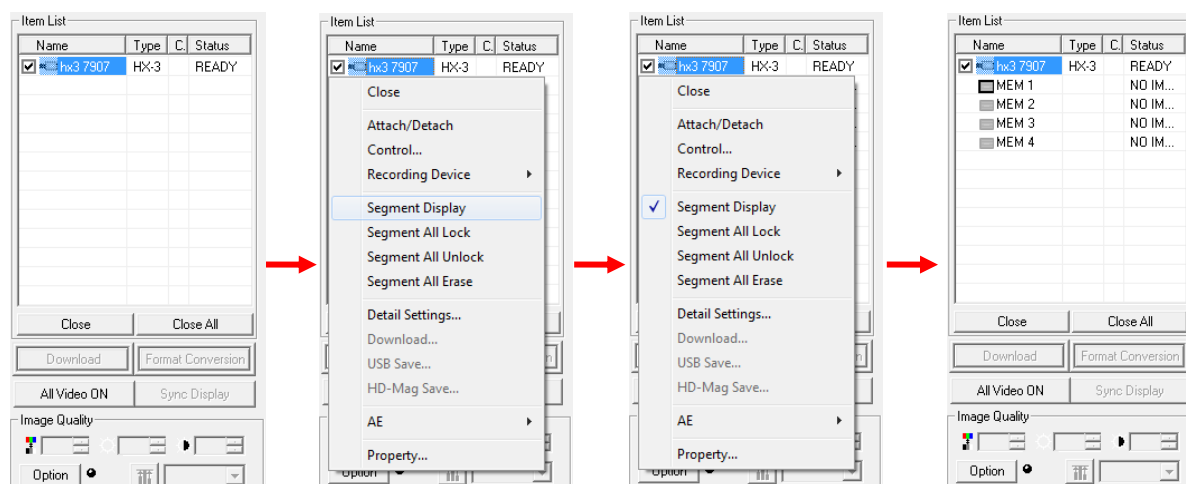 Item List
Name Type C. Status
hx3 7907 HX-3 READY
Close Close All
Download Format Conversion
All Video ON Sync Display
Image Quality
Option
Item List
Name Type C. Status
hx3 7907 HX-3 READY
Close
Attach/Detach
Control...
Recording Device
Segment Display
Segment All Lock
Segment All Unlock
Segment All Erase
Detail Settings...
Download...
USB Save...
HD-Mag Save...
AE
Property...
Option
Item List
Name Type C. Status
hx3 7907 HX-3 READY
Close
Attach/Detach
Control...
Recording Device
Segment Display
Segment All Lock
Segment All Unlock
Segment All Erase
Detail Settings...
Download...
USB Save...
HD-Mag Save...
AE
Property...
Option
Item List
Name Type C. Status
hx3 7907 HX-3 READY
MEM 1 NO IM...
MEM 2 NO IM...
MEM 3 NO IM...
MEM 4 NO IM...
Close Close All
Download Format Conversion
All Video ON Sync Display
Image Quality
Option